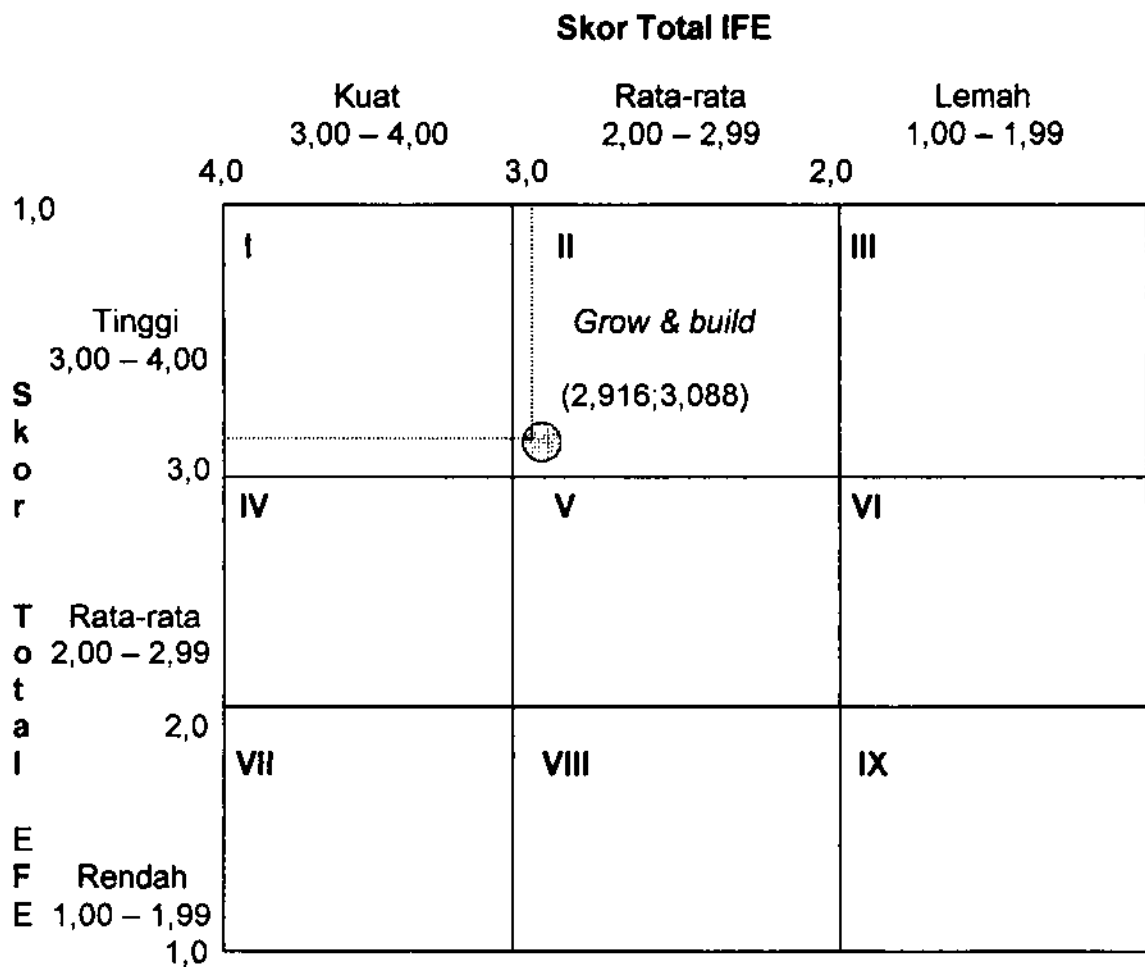 Skor Total IFE
Kuat
3,00 – 4,00
Rata-rata
2,00 – 2,99
Lemah
1,00 – 1,99
4,0
3,0
2,0
1,0
I
II
III
Tinggi
3,00 – 4,00
Grow & build
(2,916;3,088)
3,0
IV
V
VI
Skor Total EFE
Rata-rata
2,00 – 2,99
2,0
VII
VIII
IX
Rendah
1,00 – 1,99
1,0